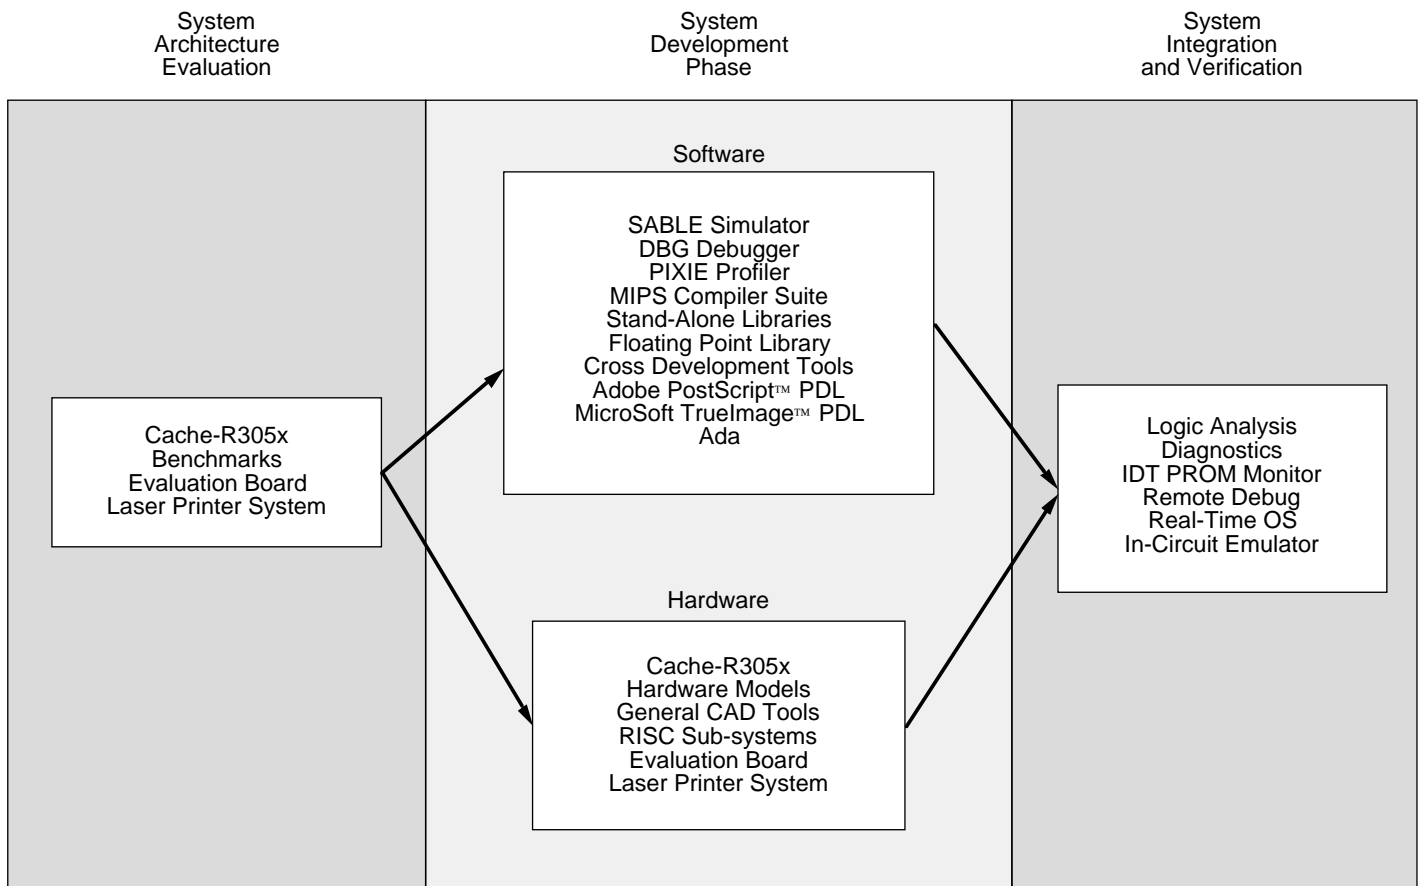 System
Architecture
Evaluation
System
Development
Phase
System
Integration
and Verification
Software
SABLE Simulator
DBG Debugger
PIXIE Profiler
MIPS Compiler Suite
Stand-Alone Libraries
Floating Point Library
Cross Development Tools
Adobe PostScript™ PDL
MicroSoft TrueImage™ PDL
Ada
Cache-R305x
Benchmarks
Evaluation Board
Laser Printer System
Hardware
Cache-R305x
Hardware Models
General CAD Tools
RISC Sub-systems
Evaluation Board
Laser Printer System
Logic Analysis
Diagnostics
IDT PROM Monitor
Remote Debug
Real-Time OS
In-Circuit Emulator